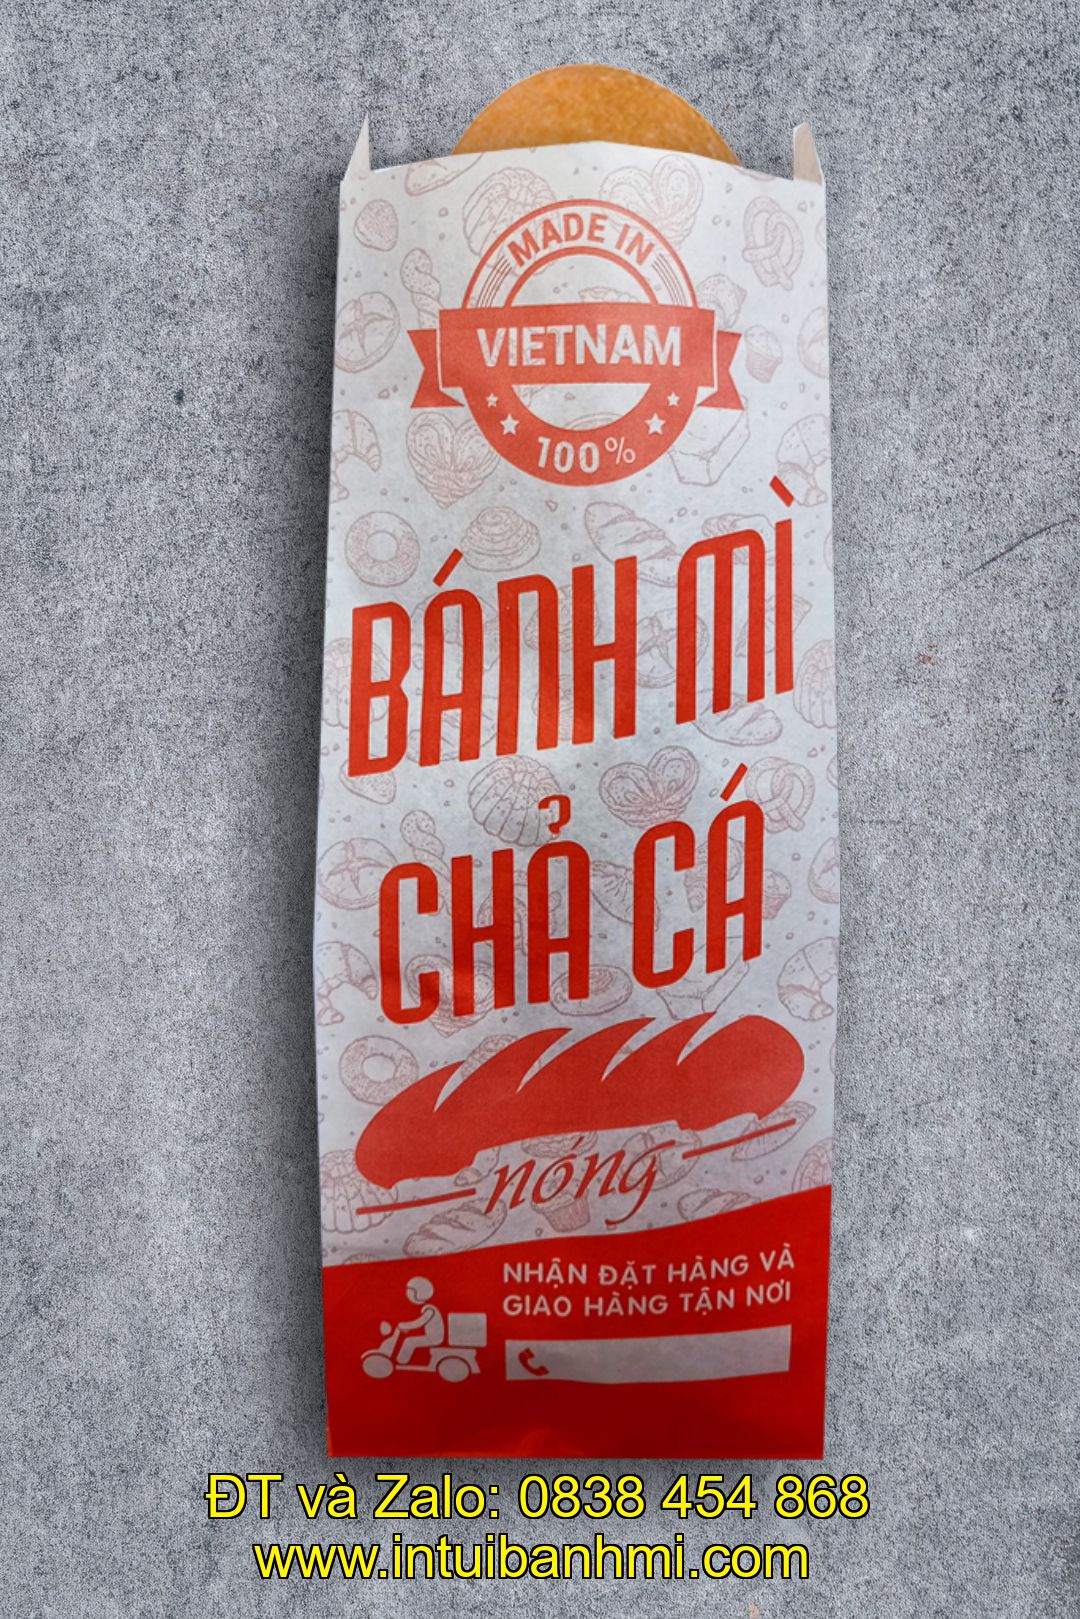 MADE IN
VIETNAM
100%
BÁNH MÌ
CHẢ CÁ
nóng
NHẬN ĐẶT HÀNG VÀ
GIAO HÀNG TẬN NƠI
ĐT và Zalo: 0838 454 868
www.intuibanhmi.com